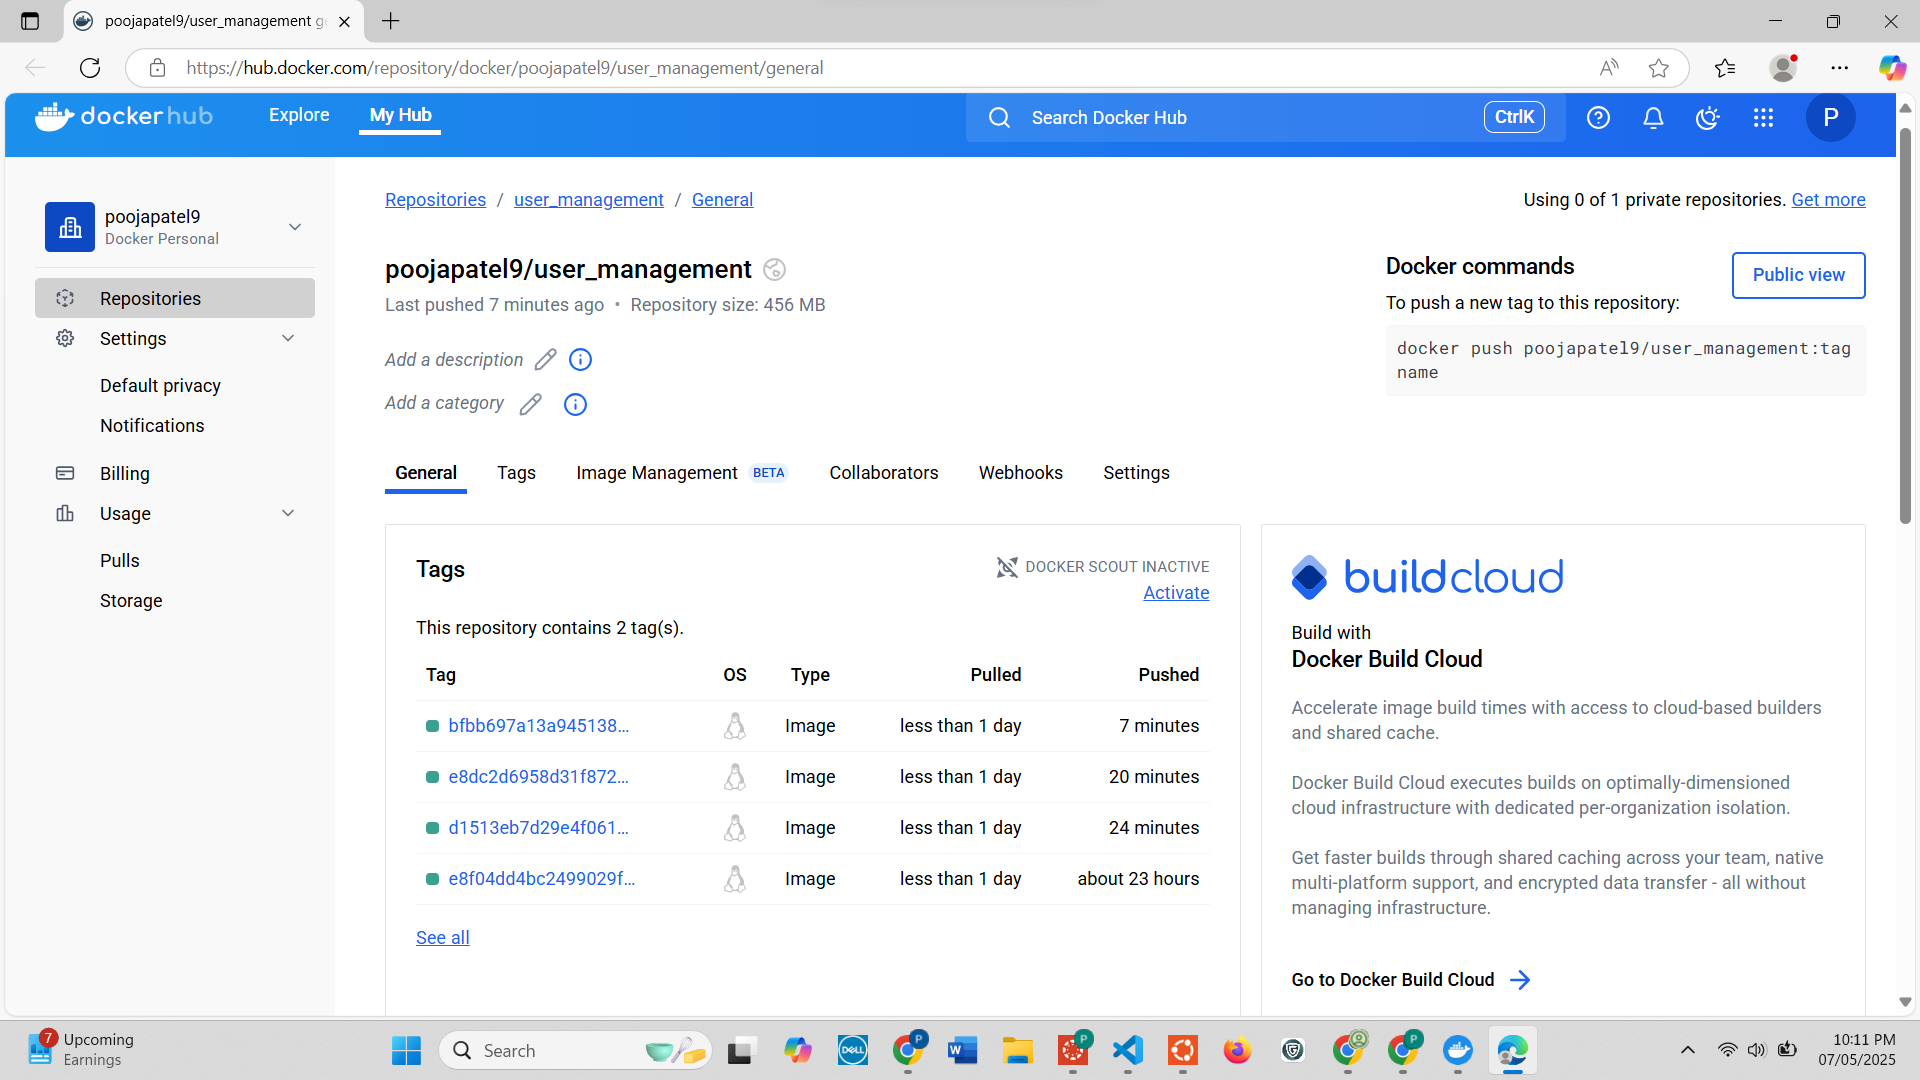 poojapatel9/user_management g
https://hub.docker.com/repository/docker/poojapatel9/user_management/general
dockerhub
Explore
My Hub
Search Docker Hub
CtrlK
P
poojapatel9
Docker Personal
Repositories
Settings
Default privacy
Notifications
Billing
Usage
Pulls
Storage
Repositories / user_management / General
Using 0 of 1 private repositories. Get more
poojapatel9/user_management
Last pushed 7 minutes ago • Repository size: 456 MB
Add a description
Add a category
Docker commands
Public view
To push a new tag to this repository:
docker push poojapatel9/user_management:tag
name
General Tags Image Management BETA Collaborators Webhooks Settings
Tags
DOCKER SCOUT INACTIVE
Activate
This repository contains 2 tag(s).
Tag OS Type Pulled Pushed
bfbb697a13a945138... Image less than 1 day 7 minutes
e8dc2d6958d31f872... Image less than 1 day 20 minutes
d1513eb7d29e4f061... Image less than 1 day 24 minutes
e8f04dd4bc2499029f... Image less than 1 day about 23 hours
See all
buildcloud
Build with
Docker Build Cloud
Accelerate image build times with access to cloud-based builders
and shared cache.
Docker Build Cloud executes builds on optimally-dimensioned
cloud infrastructure with dedicated per-organization isolation.
Get faster builds through shared caching across your team, native
multi-platform support, and encrypted data transfer - all without
managing infrastructure.
Go to Docker Build Cloud
7
Upcoming
Earnings
Search
DELL
P
W
P
P
10:11 PM
07/05/2025